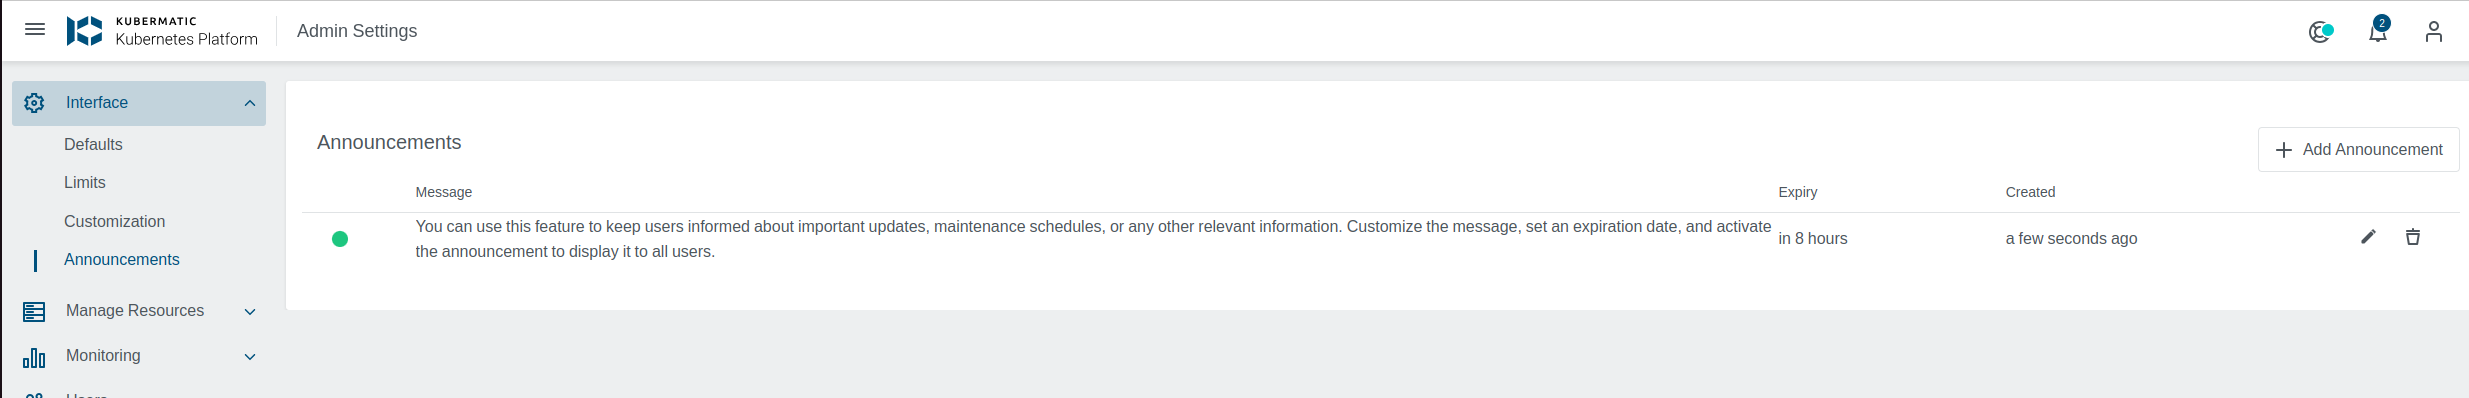 KUBERMATIC
Kubernetes Platform
Admin Settings
2
Interface
Defaults
Limits
Customization
Announcements
Manage Resources
Monitoring
Users
Announcements
Add Announcement
Message Expiry Created
You can use this feature to keep users informed about important updates, maintenance schedules, or any other relevant information. Customize the message, set an expiration date, and activate
the announcement to display it to all users.
in 8 hours
a few seconds ago